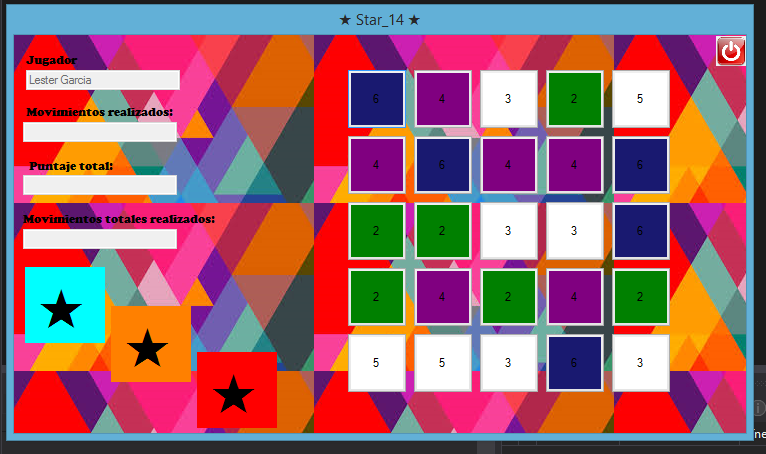 ★ Star_14 ★
Jugador
Lester Garcia
Movimientos realizados:
Puntaje total:
Movimientos totales realizados:
6 4 3 2 5
4 6 4 4 6
2 2 3 3 6
2 4 2 4 2
5 5 3 6 3